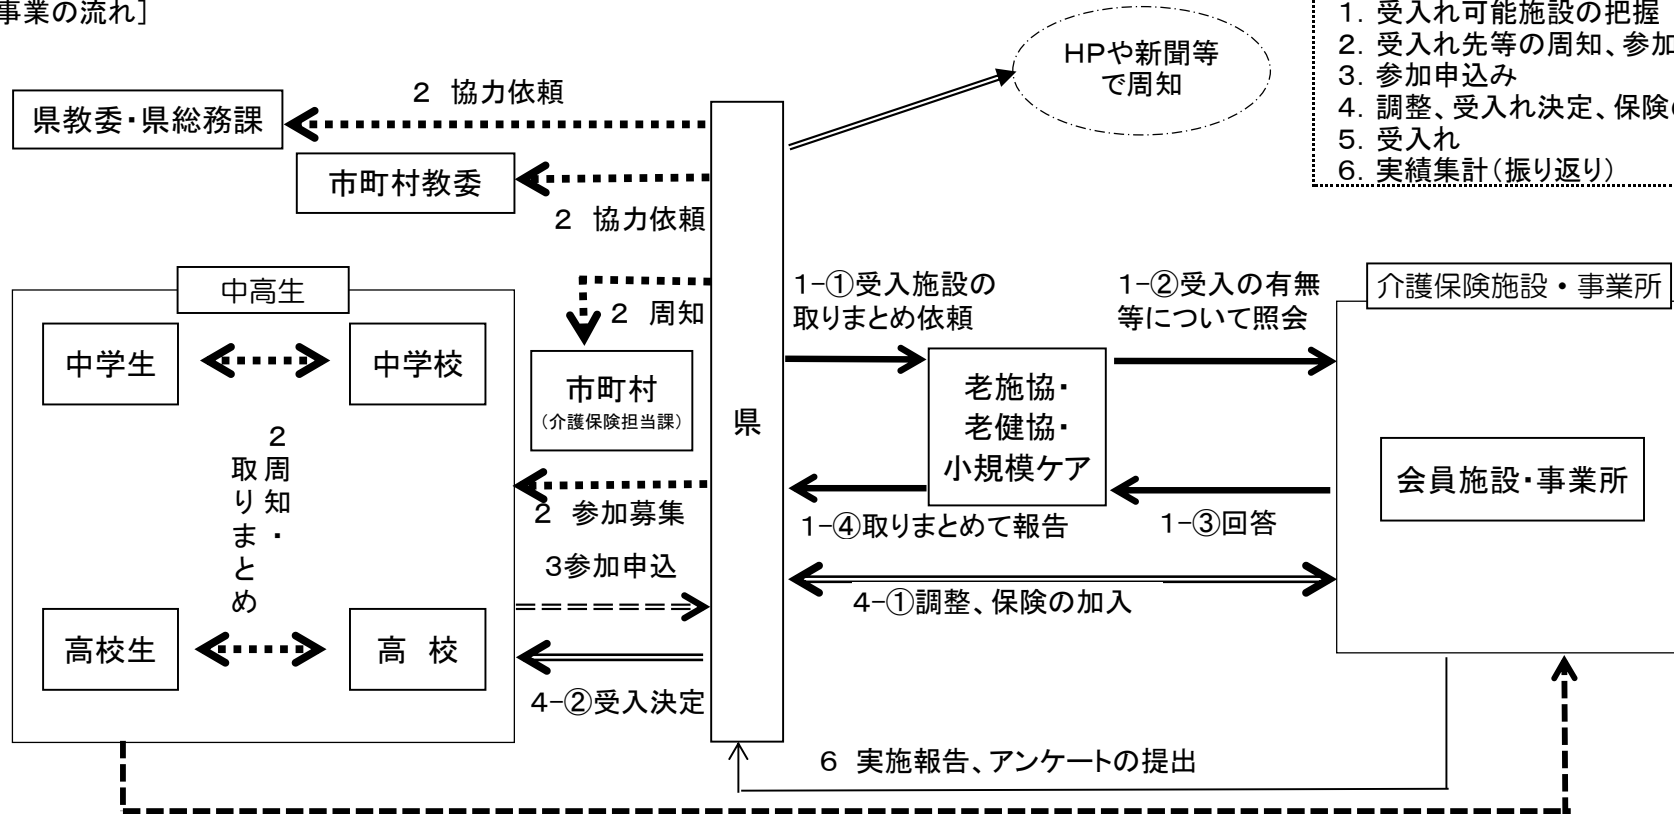 事業の流れ］
1．受入れ可能施設の把握
2．受入れ先等の周知、参加
3．参加申込み
4．調整、受入れ決定、保険の
5．受入れ
6．実績集計（振り返り）
HPや新聞等
で周知
2　協力依頼
県教委・県総務課
市町村教委
2　協力依頼
中高生
中学生
中学校
2　周知
市町村
（介護保険担当課）
県
1-①受入施設の
取りまとめ依頼
1-②受入の有無
等について照会
介護保険施設・事業所
老施協・
老健協・
小規模ケア
会員施設・事業所
2周知・
取りまとめ
2　参加募集
1-④取りまとめて報告
1-③回答
3参加申込
4-①調整、保険の加入
高校生
高　校
4-②受入決定
6　実施報告、アンケートの提出